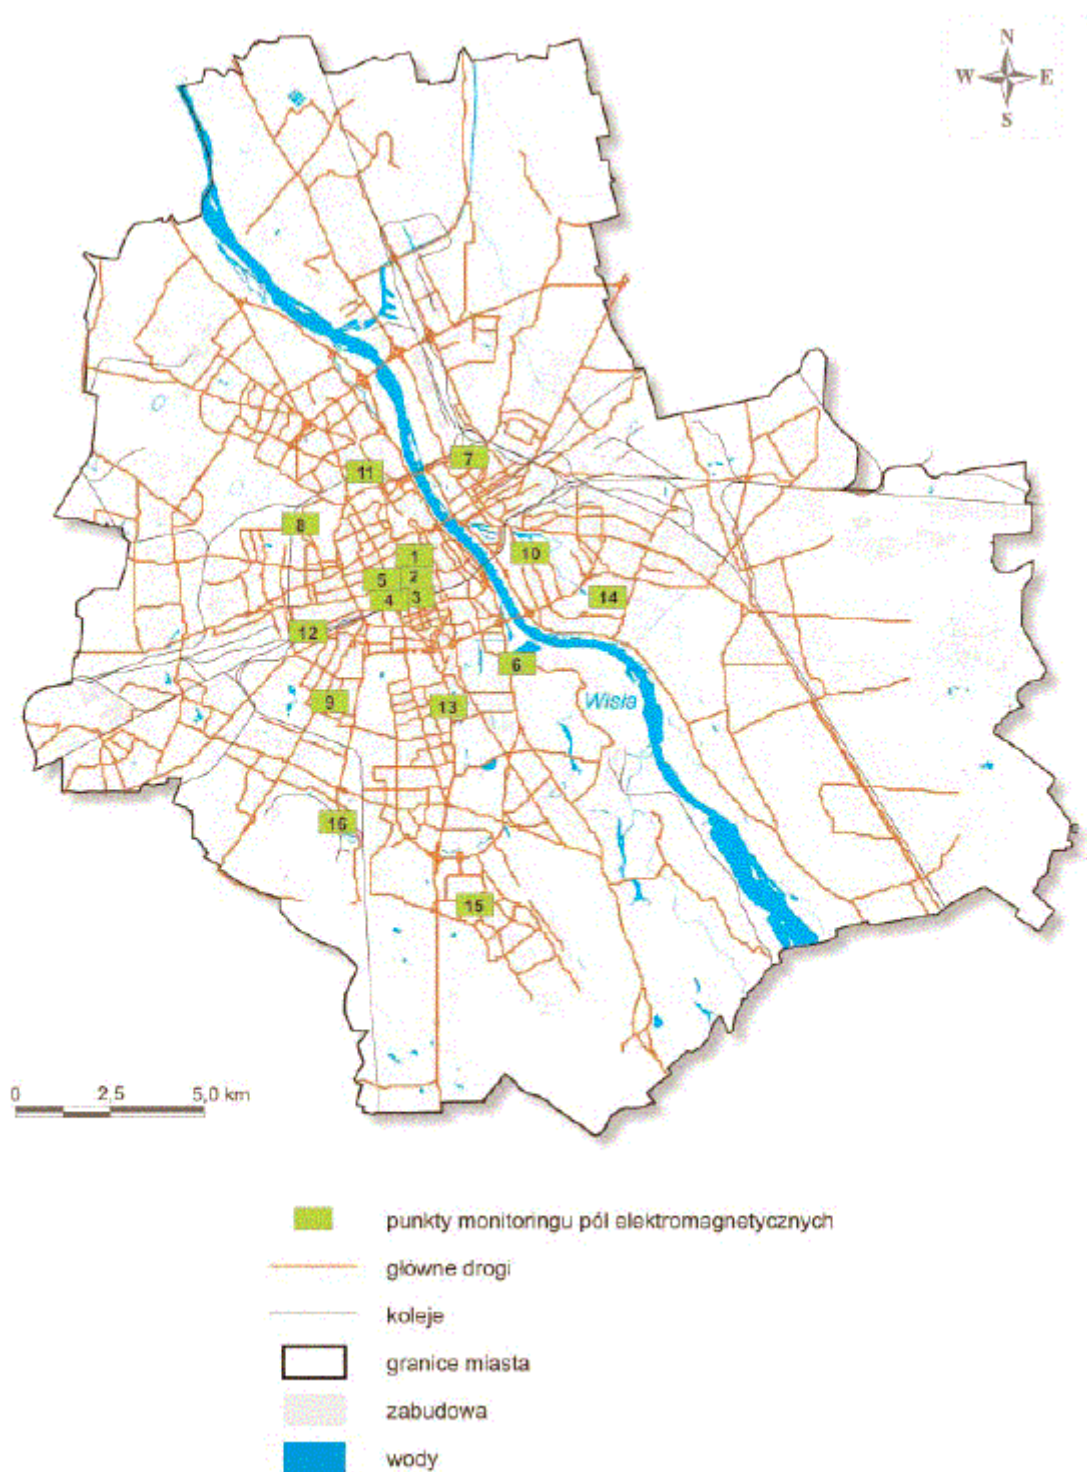 N
W E
S
7
11
8
1
10
2
5
3
4
14
12
6
Wisła
9
13
16
15
0 2,5 5,0 km
punkty monitoringu pól elektromagnetycznych
główne drogi
koleje
granice miasta
zabudowa
wody